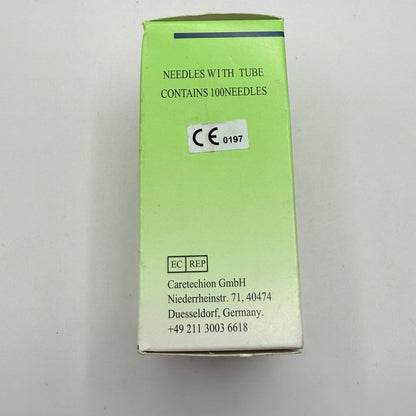 NEEDLES WITH TUBE
CONTAINS 100NEEDLES
CE 0197
EC REP
Caretechion GmbH
Niederrheinstr. 71, 40474
Duesseldorf, Germany.
+49 211 3003 6618